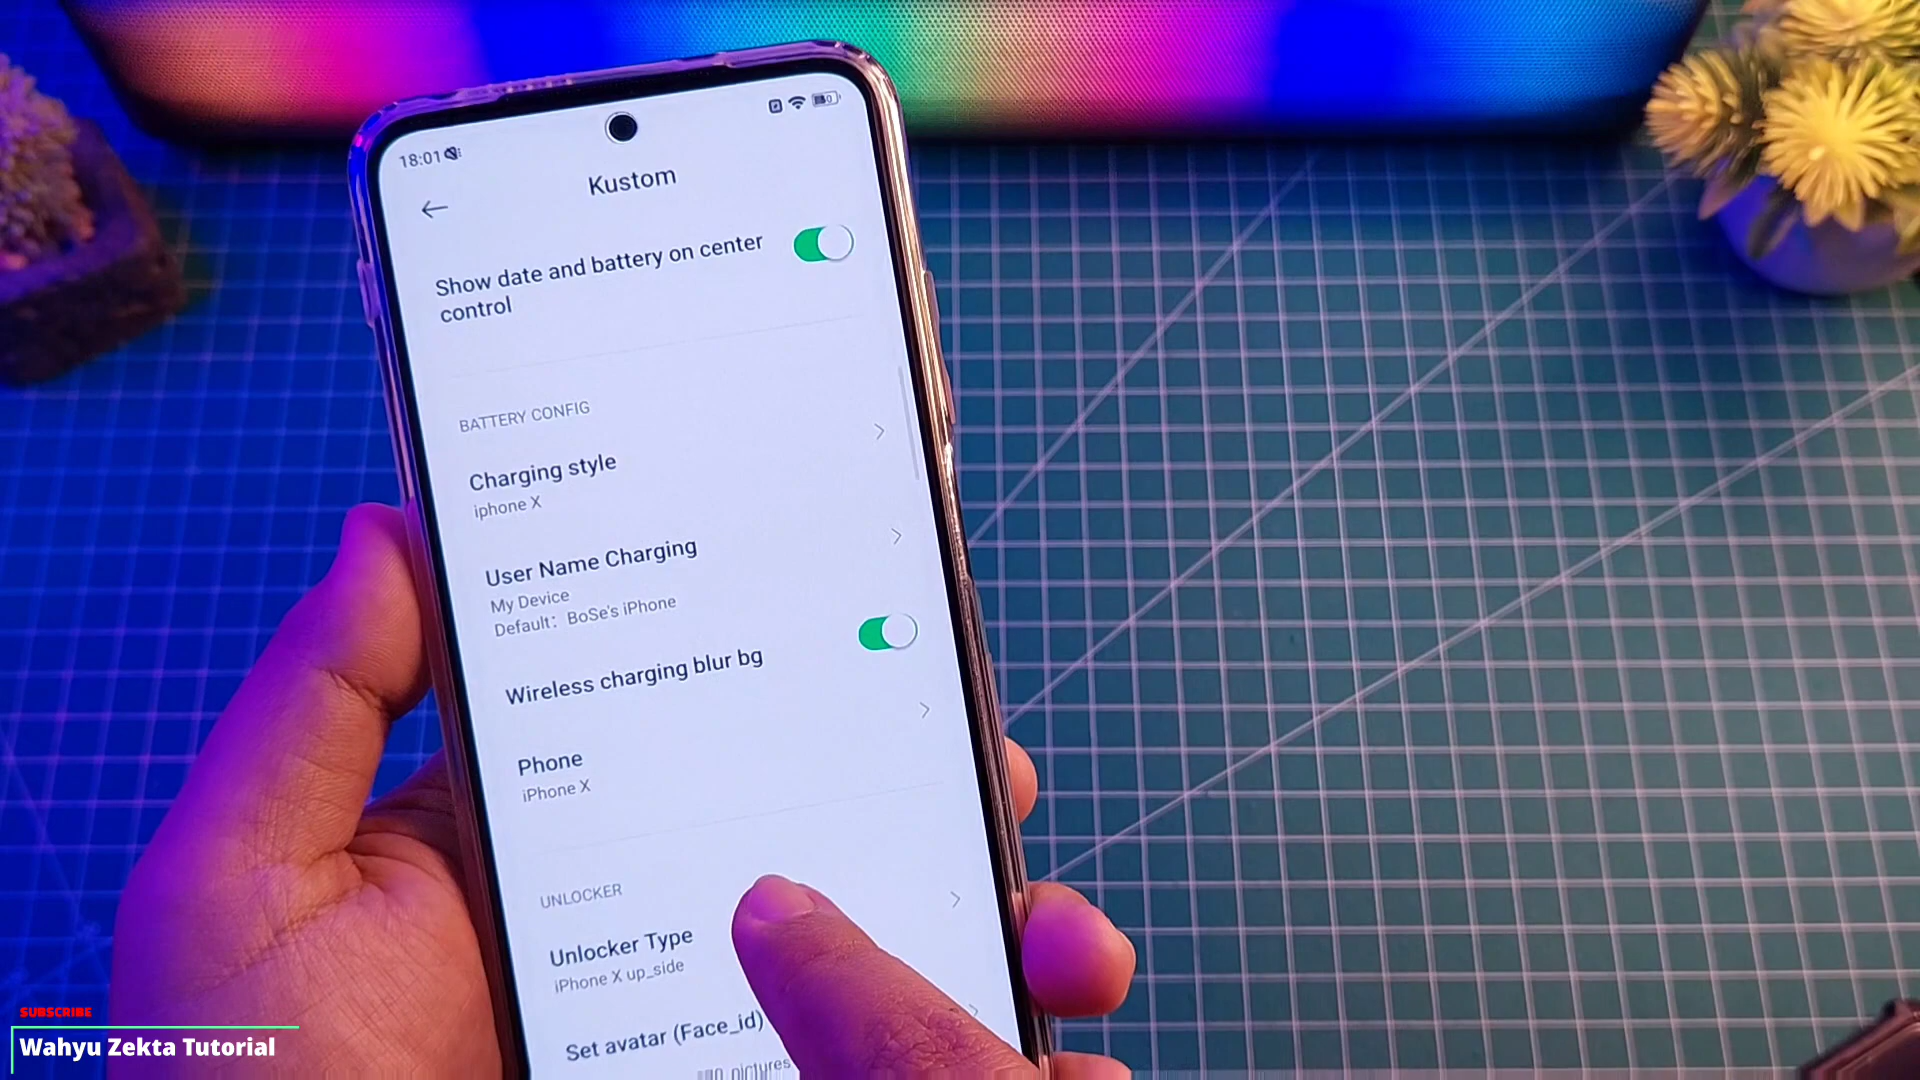 18:01
Kustom
Show date and battery on center
control
BATTERY CONFIG
Charging style
iphone X
User Name Charging
My Device
Default: BoSe's iPhone
Wireless charging blur bg
Phone
iPhone X
UNLOCKER
Unlocker Type
iPhone X up_side
Set avatar (Face_id)
pictures
SUBSCRIBE
Wahyu Zekta Tutorial